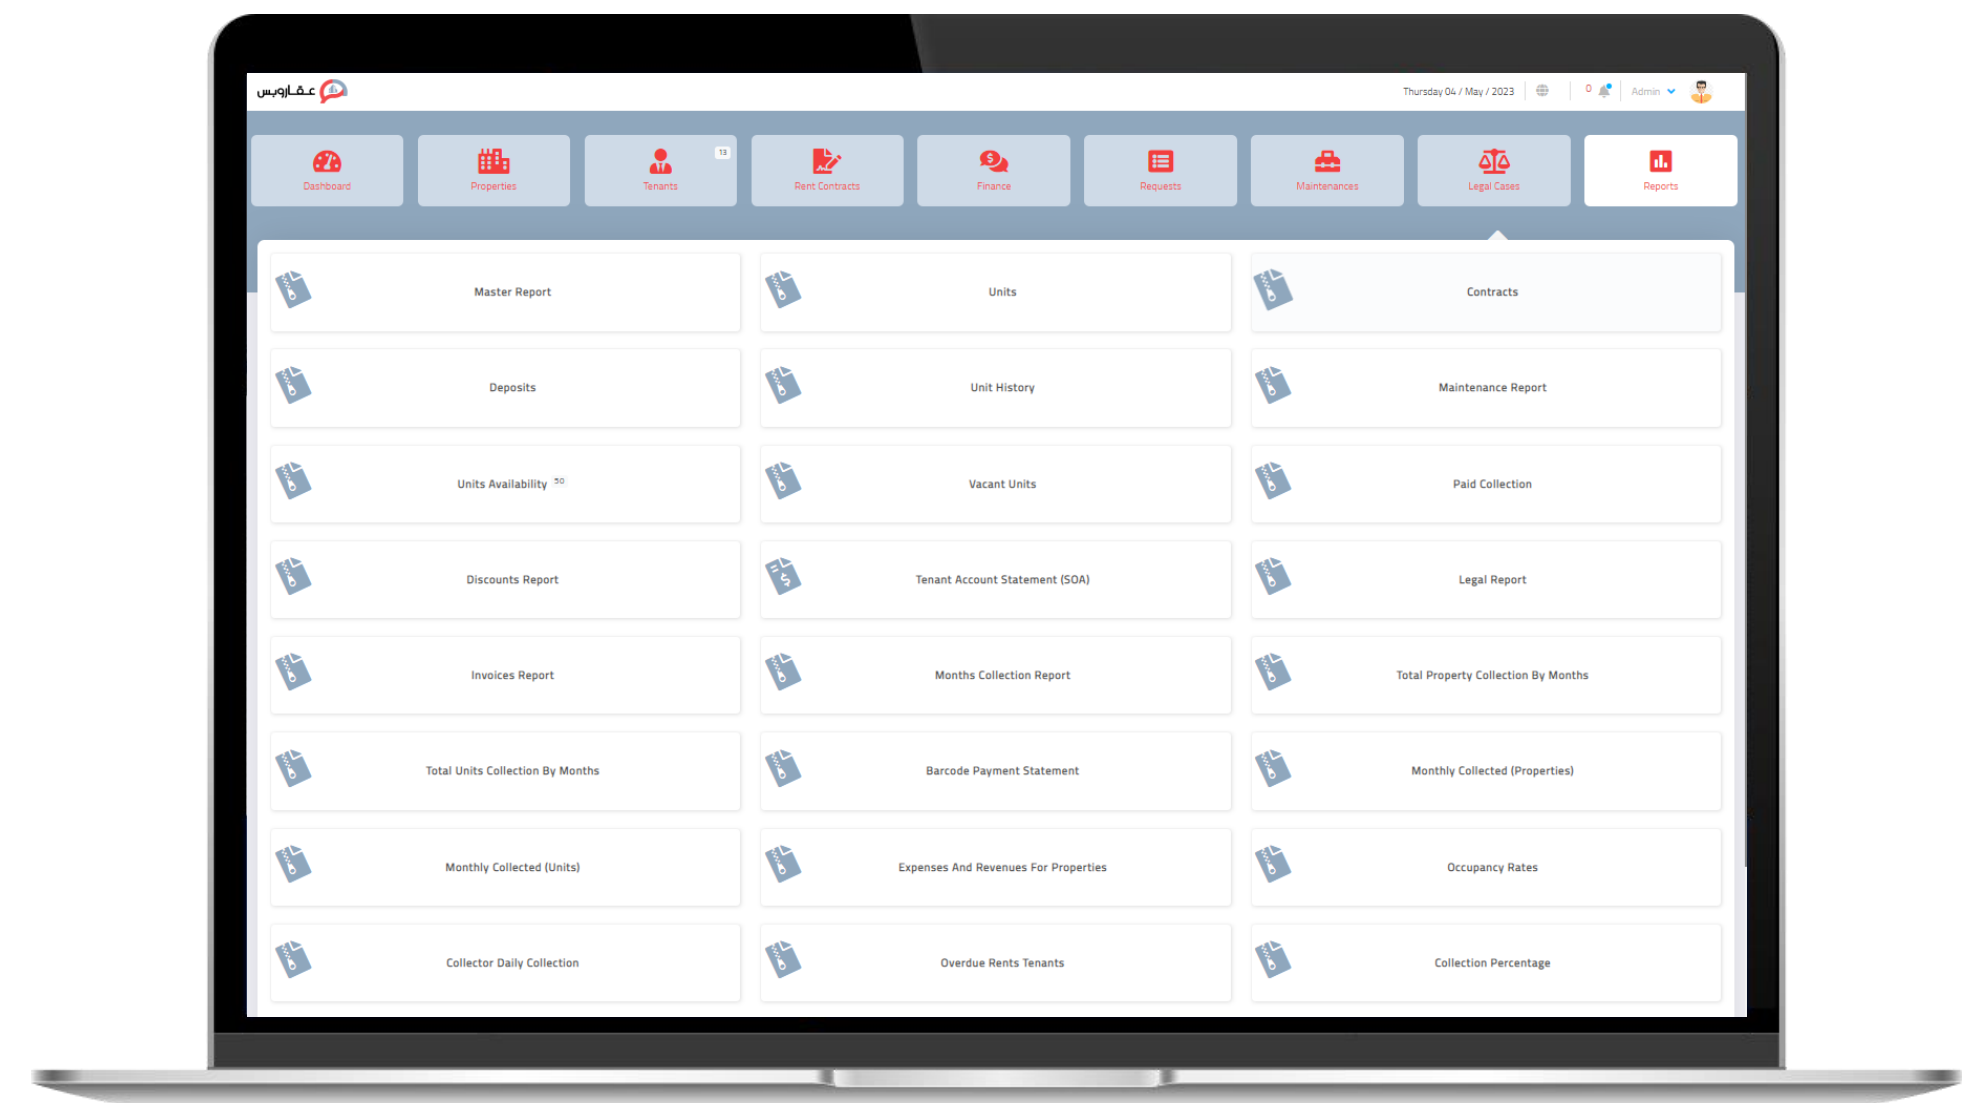 عقاروبس
Thursday 04 / May / 2023
0
Admin
Dashboard
Properties
Tenants
13
Rent Contracts
Finance
Requests
Maintenances
Legal Cases
Reports
Master Report
Units
Contracts
Deposits
Unit History
Maintenance Report
Units Availability 50
Vacant Units
Paid Collection
Discounts Report
Tenant Account Statement (SOA)
Legal Report
Invoices Report
Months Collection Report
Total Property Collection By Months
Total Units Collection By Months
Barcode Payment Statement
Monthly Collected (Properties)
Monthly Collected (Units)
Expenses And Revenues For Properties
Occupancy Rates
Collector Daily Collection
Overdue Rents Tenants
Collection Percentage